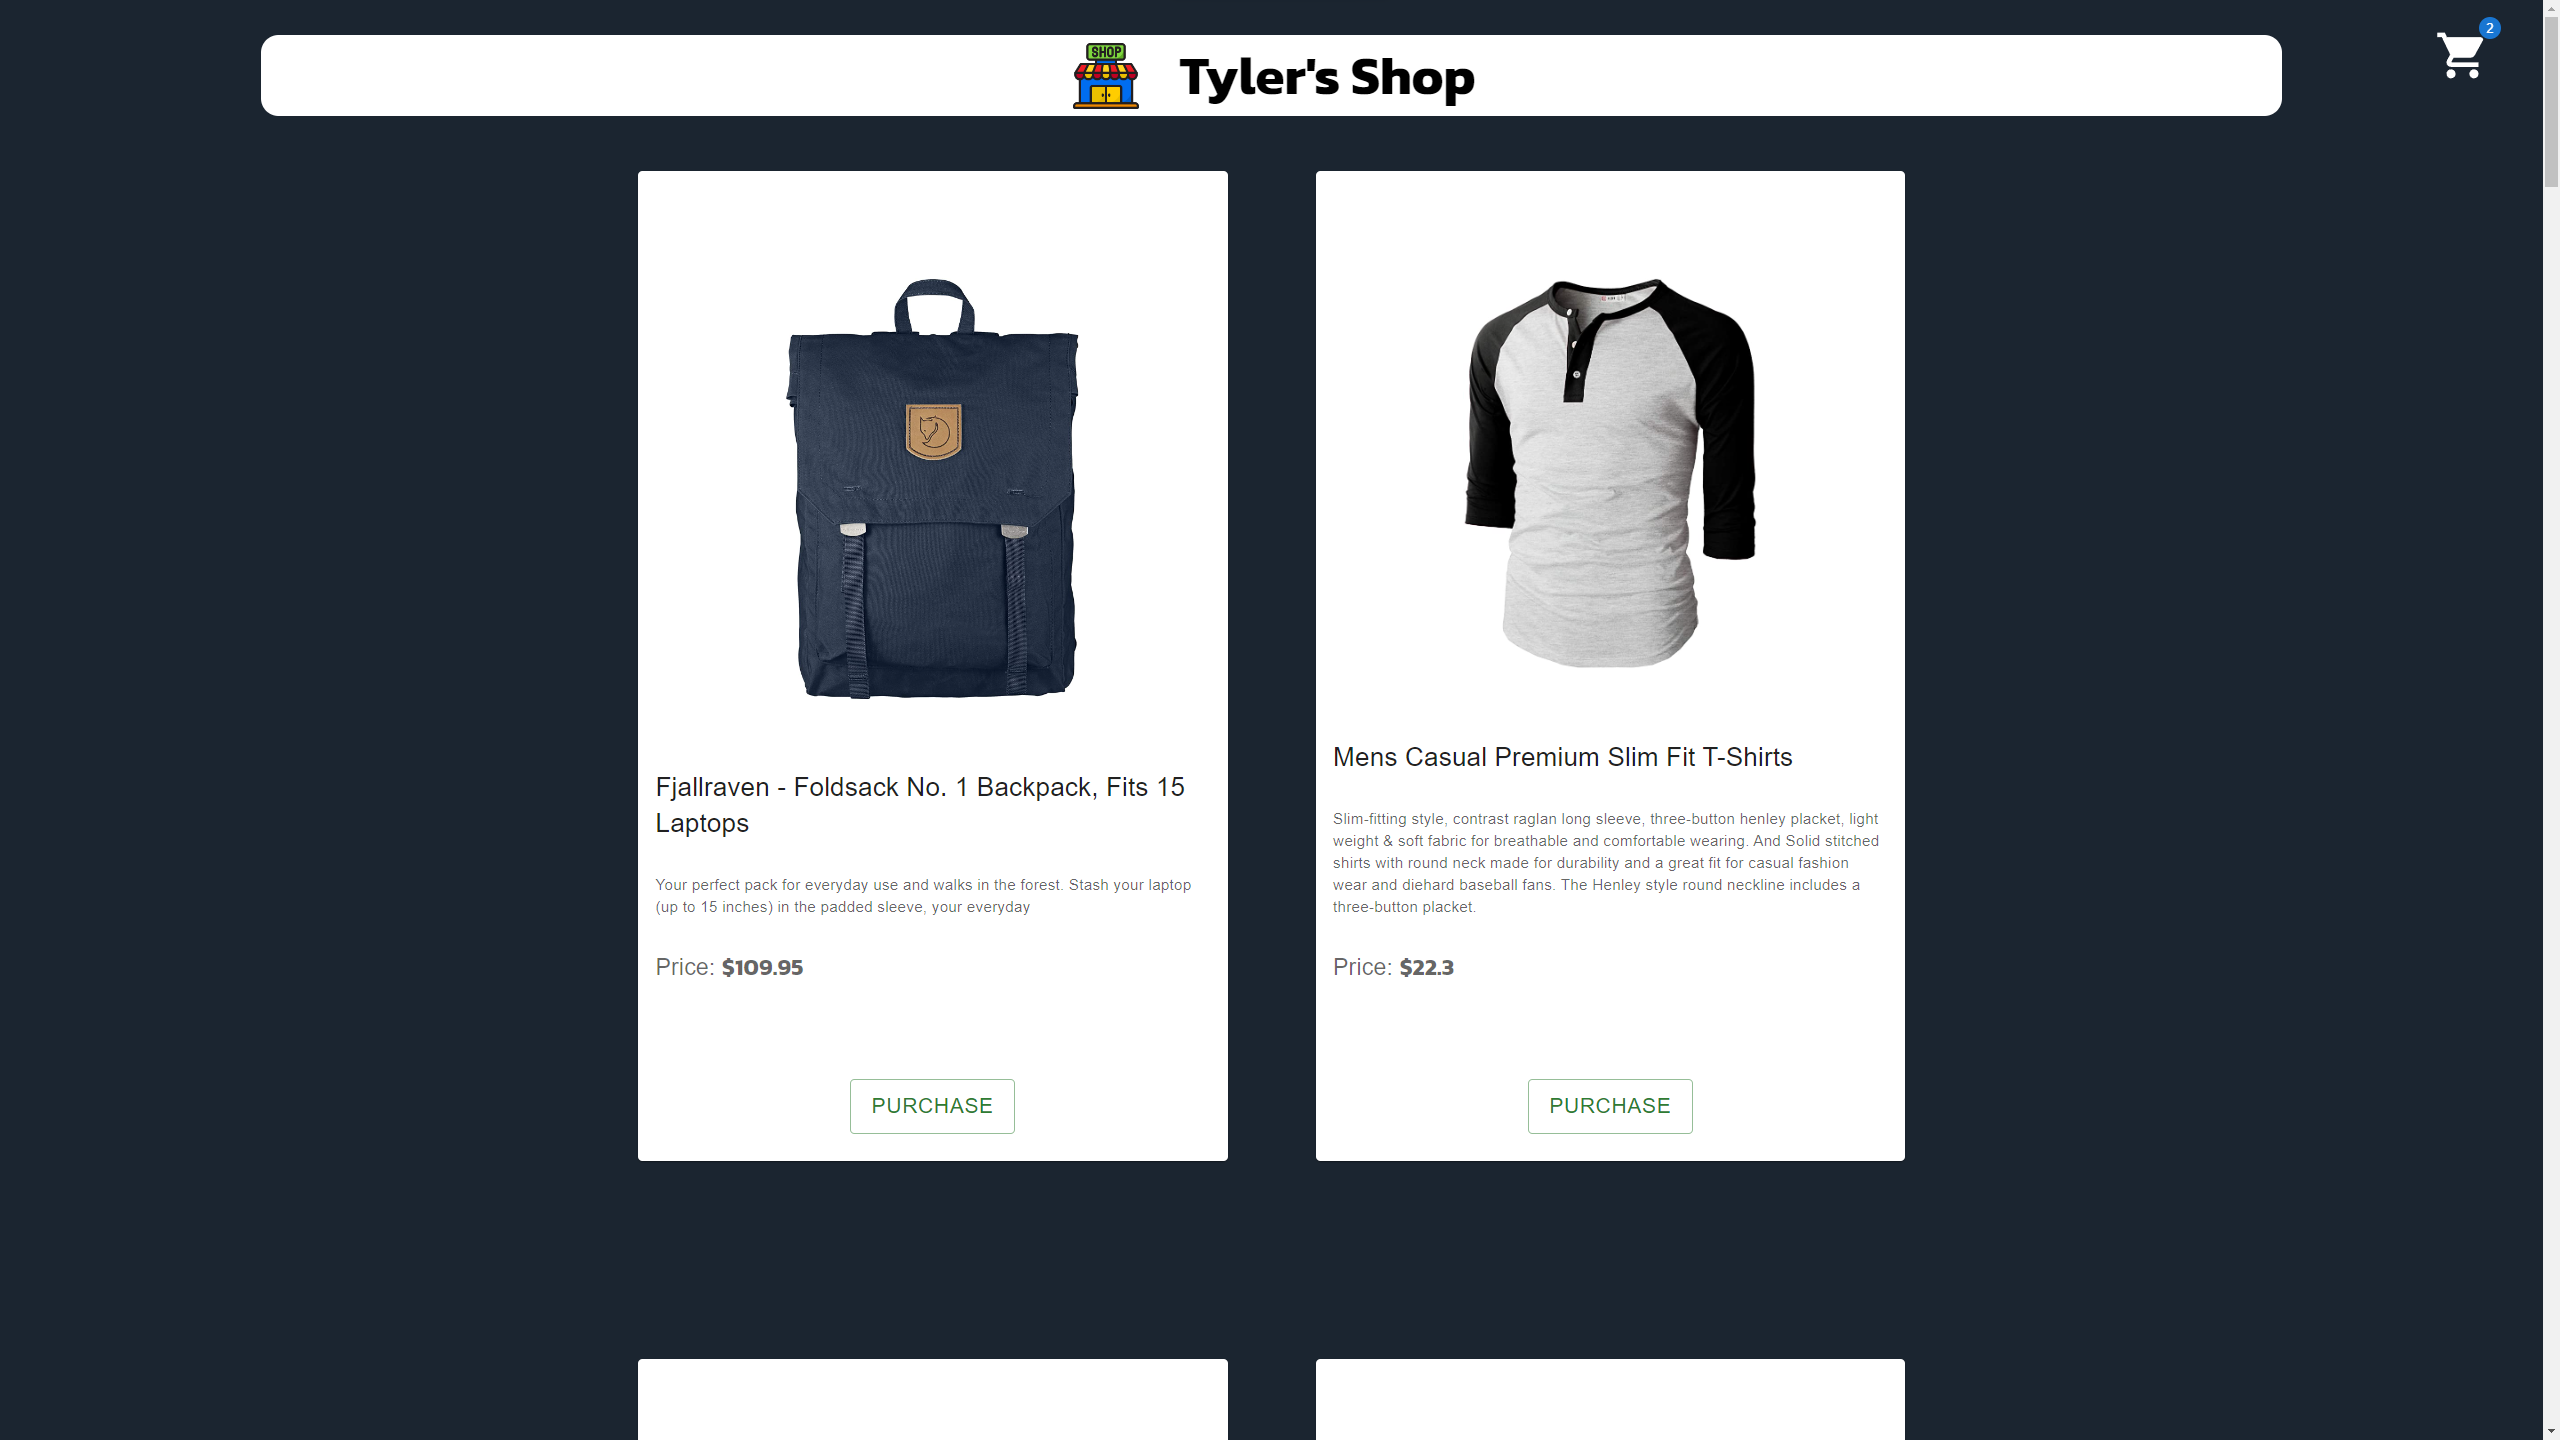 SHOP
Tyler's Shop
2
Fjallraven - Foldsack No. 1 Backpack, Fits 15
Laptops
Your perfect pack for everyday use and walks in the forest. Stash your laptop
(up to 15 inches) in the padded sleeve, your everyday
Price: $109.95
PURCHASE
Mens Casual Premium Slim Fit T-Shirts
Slim-fitting style, contrast raglan long sleeve, three-button henley placket, light
weight & soft fabric for breathable and comfortable wearing. And Solid stitched
shirts with round neck made for durability and a great fit for casual fashion
wear and diehard baseball fans. The Henley style round neckline includes a
three-button placket.
Price: $22.3
PURCHASE